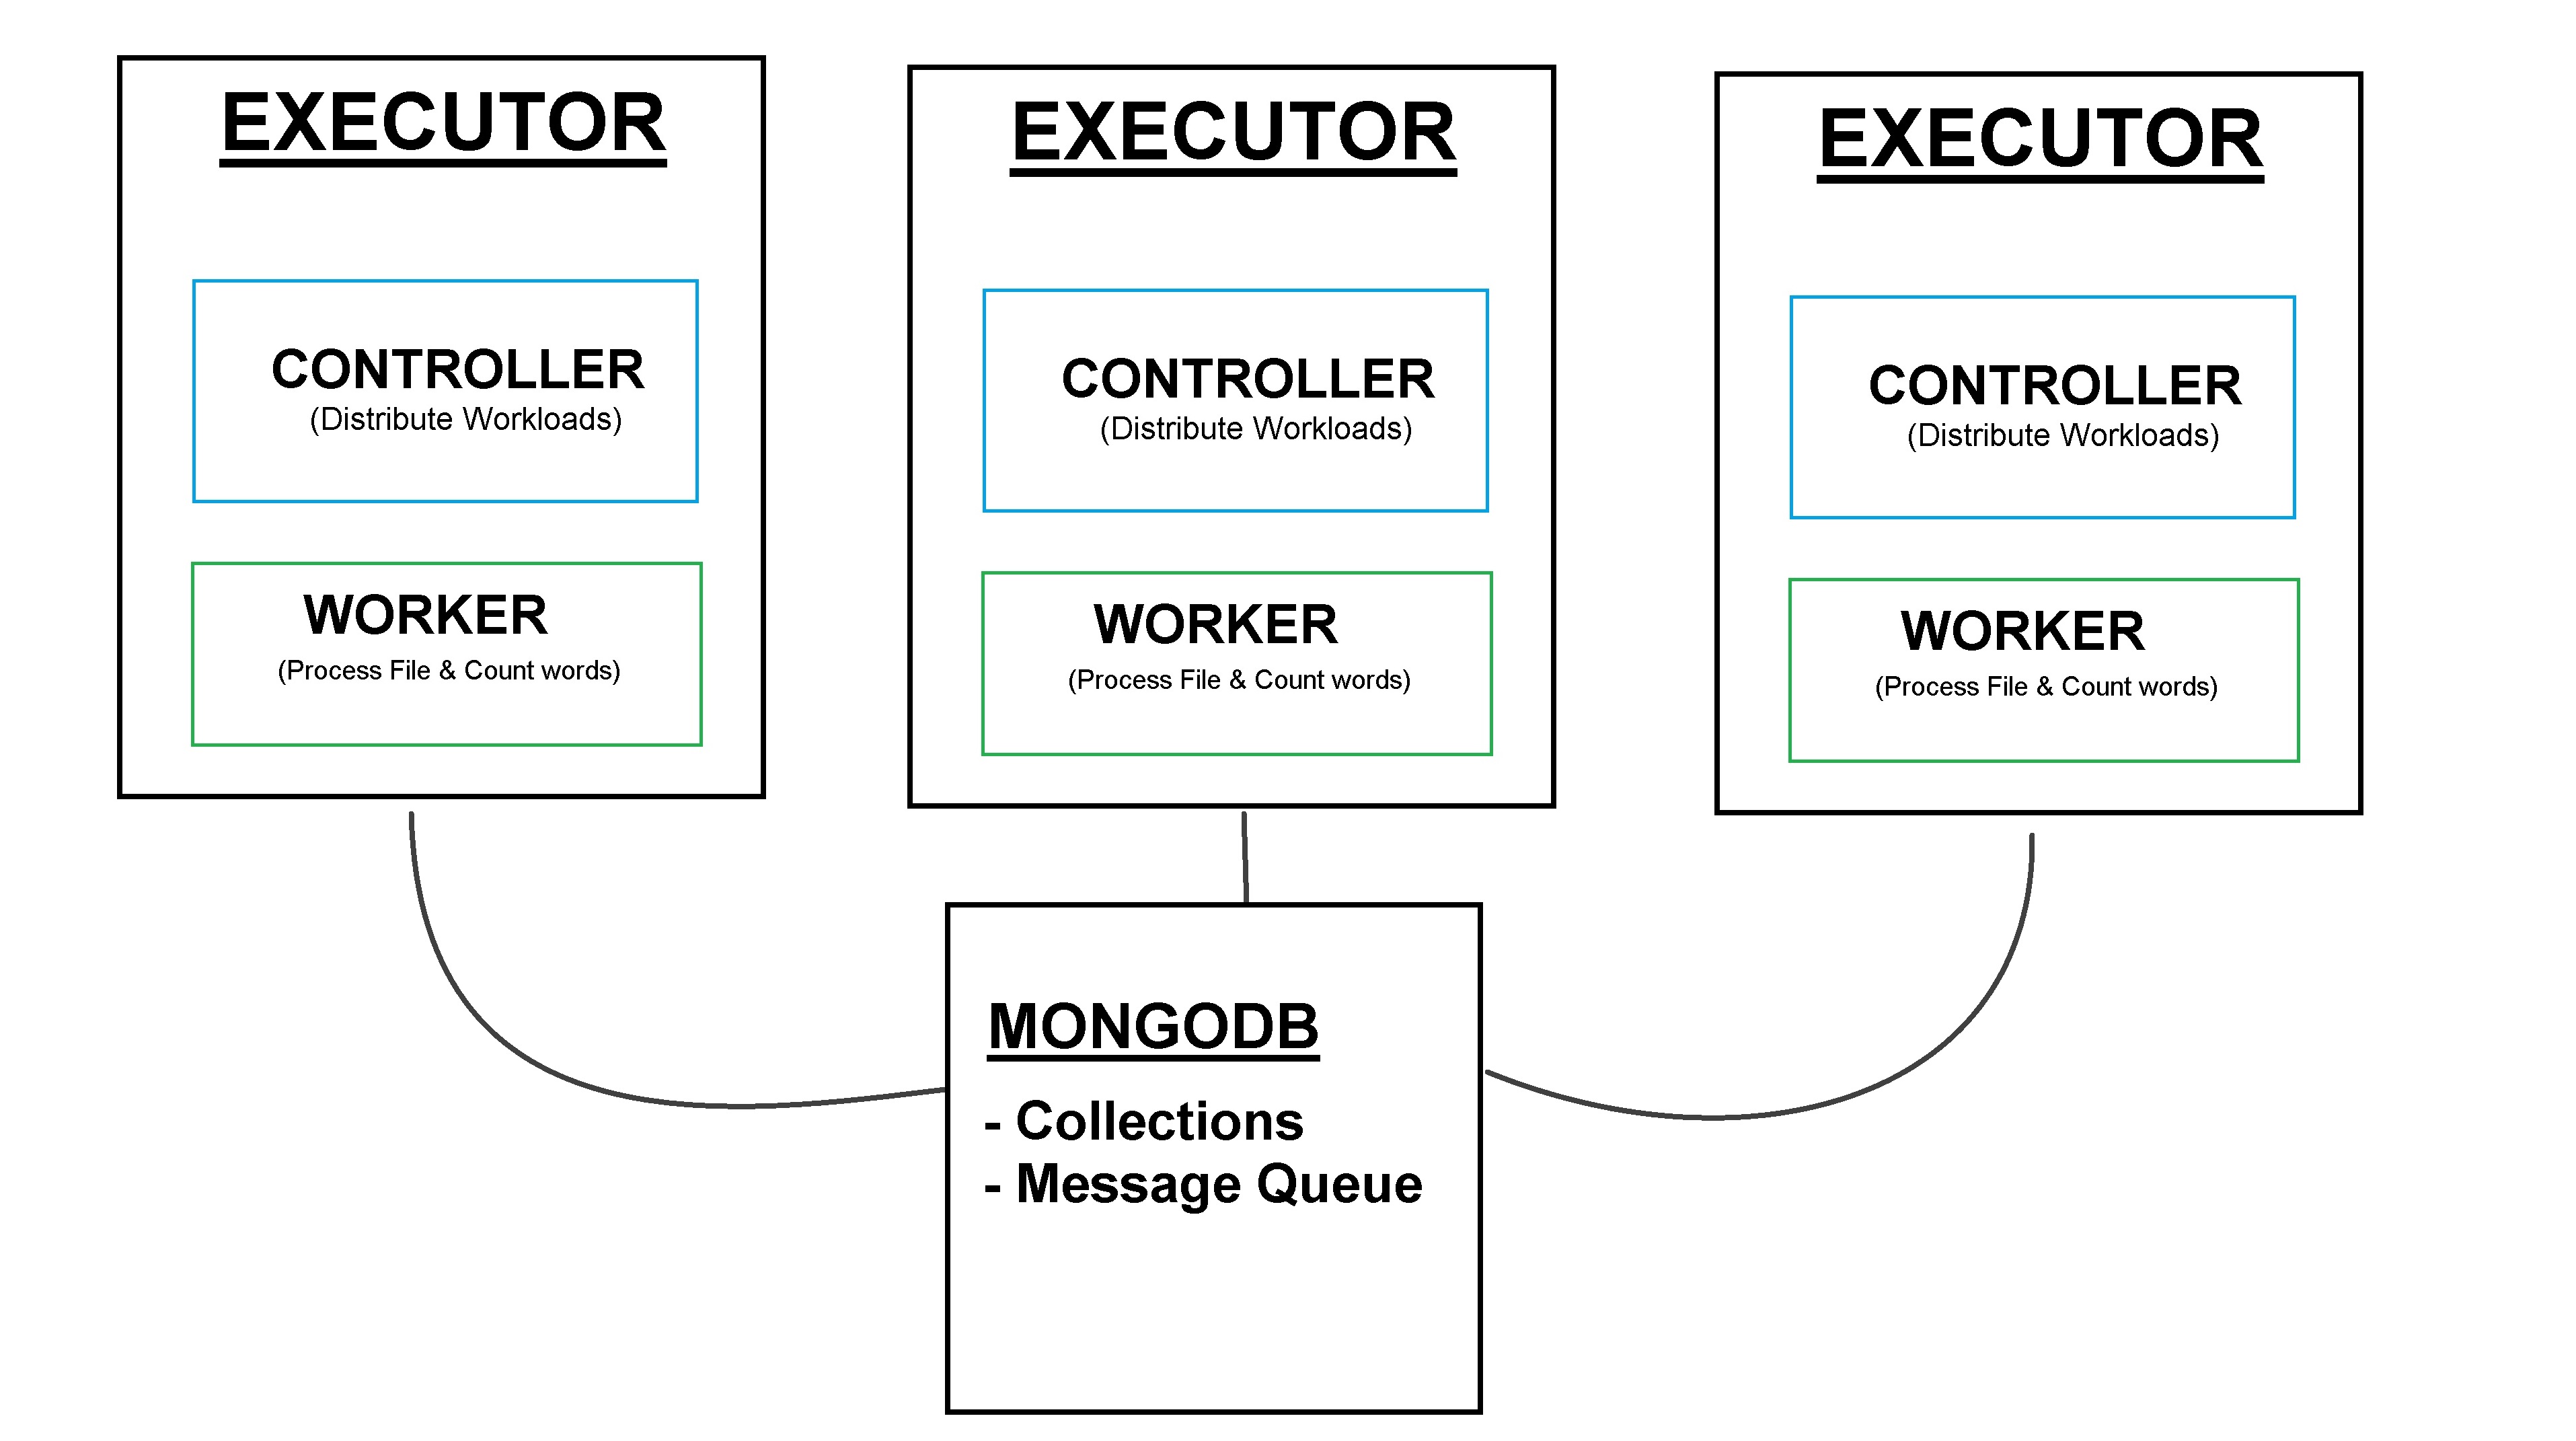 EXECUTOR
CONTROLLER
(Distribute Workloads)
WORKER
(Process File & Count words)
EXECUTOR
CONTROLLER
(Distribute Workloads)
WORKER
(Process File & Count words)
EXECUTOR
CONTROLLER
(Distribute Workloads)
WORKER
(Process File & Count words)
MONGODB
- Collections
- Message Queue